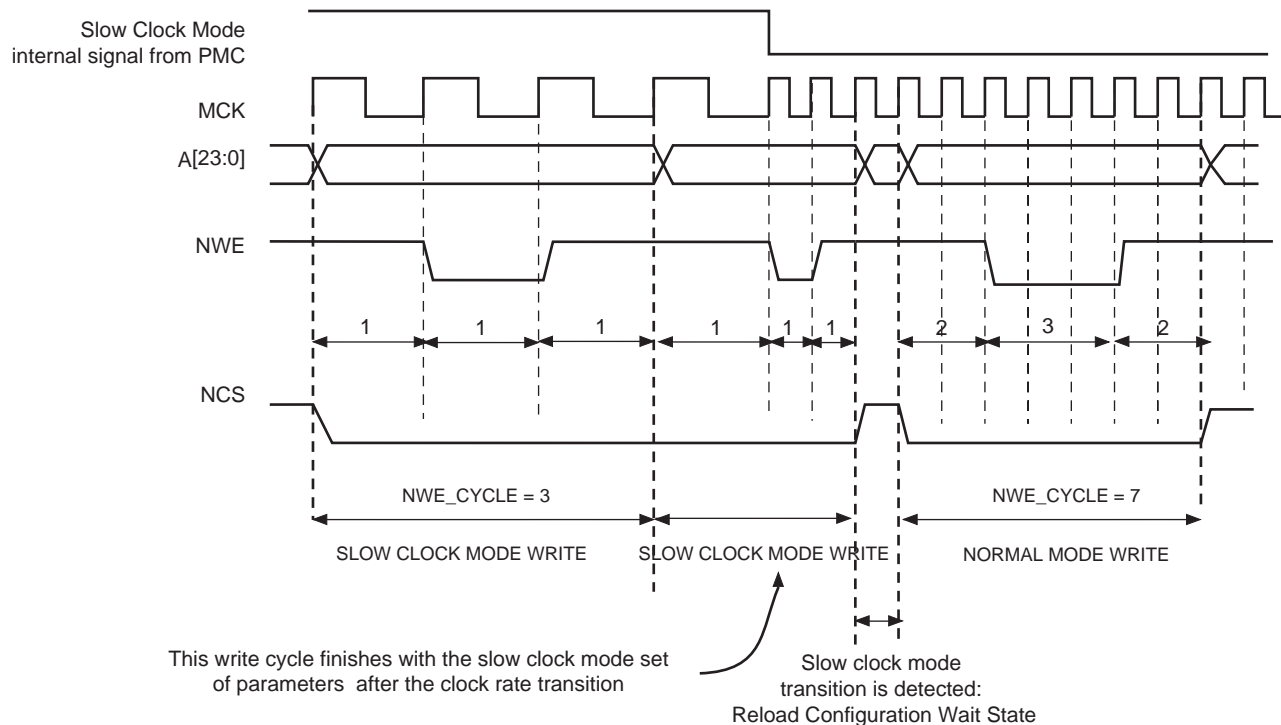 Slow Clock Mode
internal signal from PMC
MCK
A[23:0]
NWE
1 1 1 1 1 1 2 3 2
NCS
NWE_CYCLE = 3 NWE_CYCLE = 7
SLOW CLOCK MODE WRITE SLOW CLOCK MODE WRITE NORMAL MODE WRITE
This write cycle finishes with the slow clock mode set
of parameters after the clock rate transition
Slow clock mode
transition is detected:
Reload Configuration Wait State